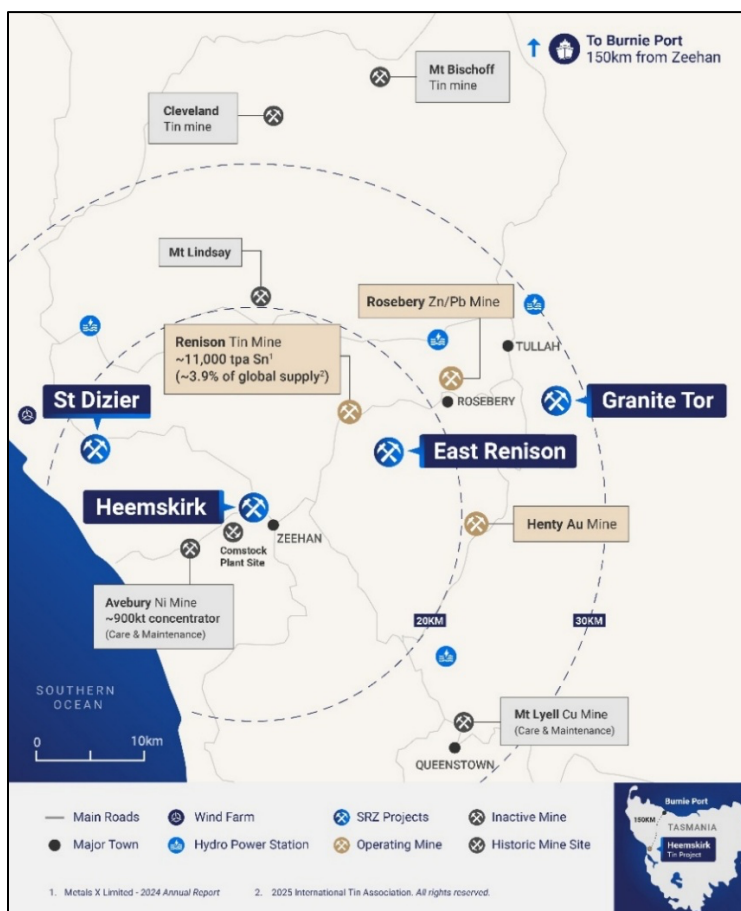 To Burnie Port
150km from Zeehan
Mt Bischoff
Tin mine
Cleveland
Tin mine
Mt Lindsay
Rosebery Zn/Pb Mine
Renison Tin Mine
~11,000 tpa Sn¹
(~3.9% of global supply²)
TULLAH
St Dizier
ROSEBERY
Granite Tor
East Renison
Heemskirk
ZEEHAN
Henty Au Mine
Comstock
Plant Site
Avebury Ni Mine
~900kt concentrator
(Care & Maintenance)
20KM
30KM
SOUTHERN
OCEAN
0
10km
Mt Lyell Cu Mine
(Care & Maintenance)
QUEENSTOWN
Main Roads
Wind Farm
SRZ Projects
Inactive Mine
Major Town
Hydro Power Station
Operating Mine
Historic Mine Site
Burnie Port
150KM
TASMANIA
Heemskirk
Tin Project
1. Metals X Limited - 2024 Annual Report
2. 2025 International Tin Association. All rights reserved.